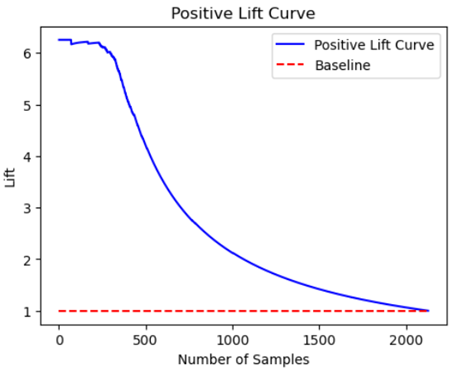 Positive Lift Curve
Positive Lift Curve
Baseline
6
5
4
3
2
1
Lift
0
500
1000
1500
2000
Number of Samples